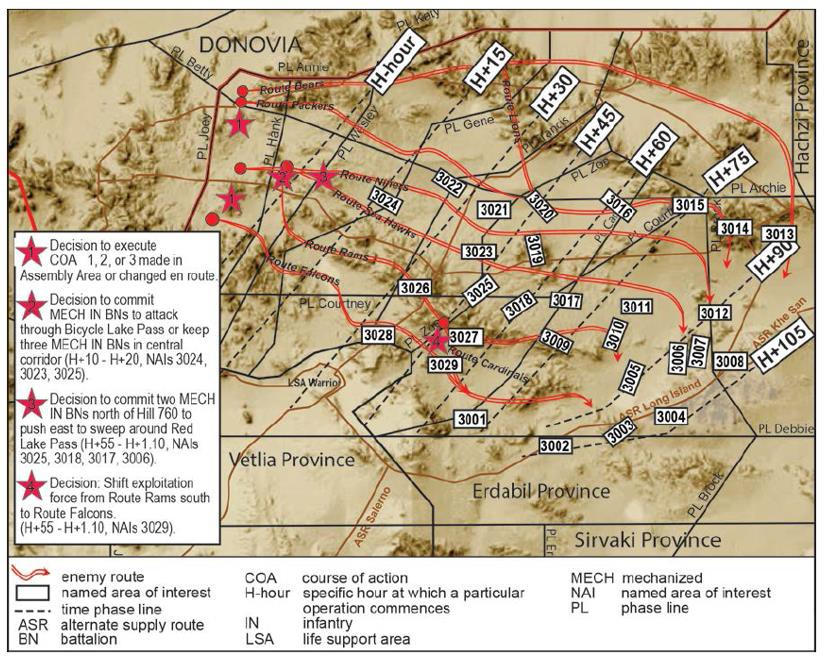 PL Katy
DONOVIA
PL Betty
PL Annie
Hachzi Province
H-hour
H+15
H+30
H+45
H+60
H+75
H+90
H+105
Route Bears
Route Packers
Route Lions
PL Joey
PL Hank
PL Wesley
PL Gene
PL Francis
PL Zoe
PL Archie
1
2
3
Route Niners
Route Sea Hawks
Route Rams
Route Falcons
3022
3024
3021
3020
3016
3015
3014
3013
3023
3019
PL Courtney
3026
3025
3018
3017
3011
3012
ASR Khe San
3028
3027
3029
3009
3010
3006
3007
3008
Route Cardinals
3005
ASR Long Island
LSA Warrior
3001
3002
3003
3004
PL Debbie
1
Decision to execute
COA 1, 2, or 3 made in
Assembly Area or changed en route.
2
Decision to commit
MECH IN BNs to attack
through Bicycle Lake Pass or keep
three MECH IN BNs in central
corridor (H+10 - H+20, NAIs 3024,
3023, 3025).
3
Decision to commit two MECH
IN BNs north of Hill 760 to
push east to sweep around Red
Lake Pass (H+55 - H+1.10, NAIs
3025, 3018, 3017, 3006).
4
Decision: Shift exploitation
force from Route Rams south
to Route Falcons.
(H+55 - H+1.10, NAIs 3029).
Vetlia Province
ASR Salerno
Erdabil Province
PL Brock
Sirvaki Province
enemy route
named area of interest
time phase line
ASR alternate supply route
BN battalion
COA course of action
H-hour specific hour at which a particular
operation commences
IN infantry
LSA life support area
MECH mechanized
NAI named area of interest
PL phase line